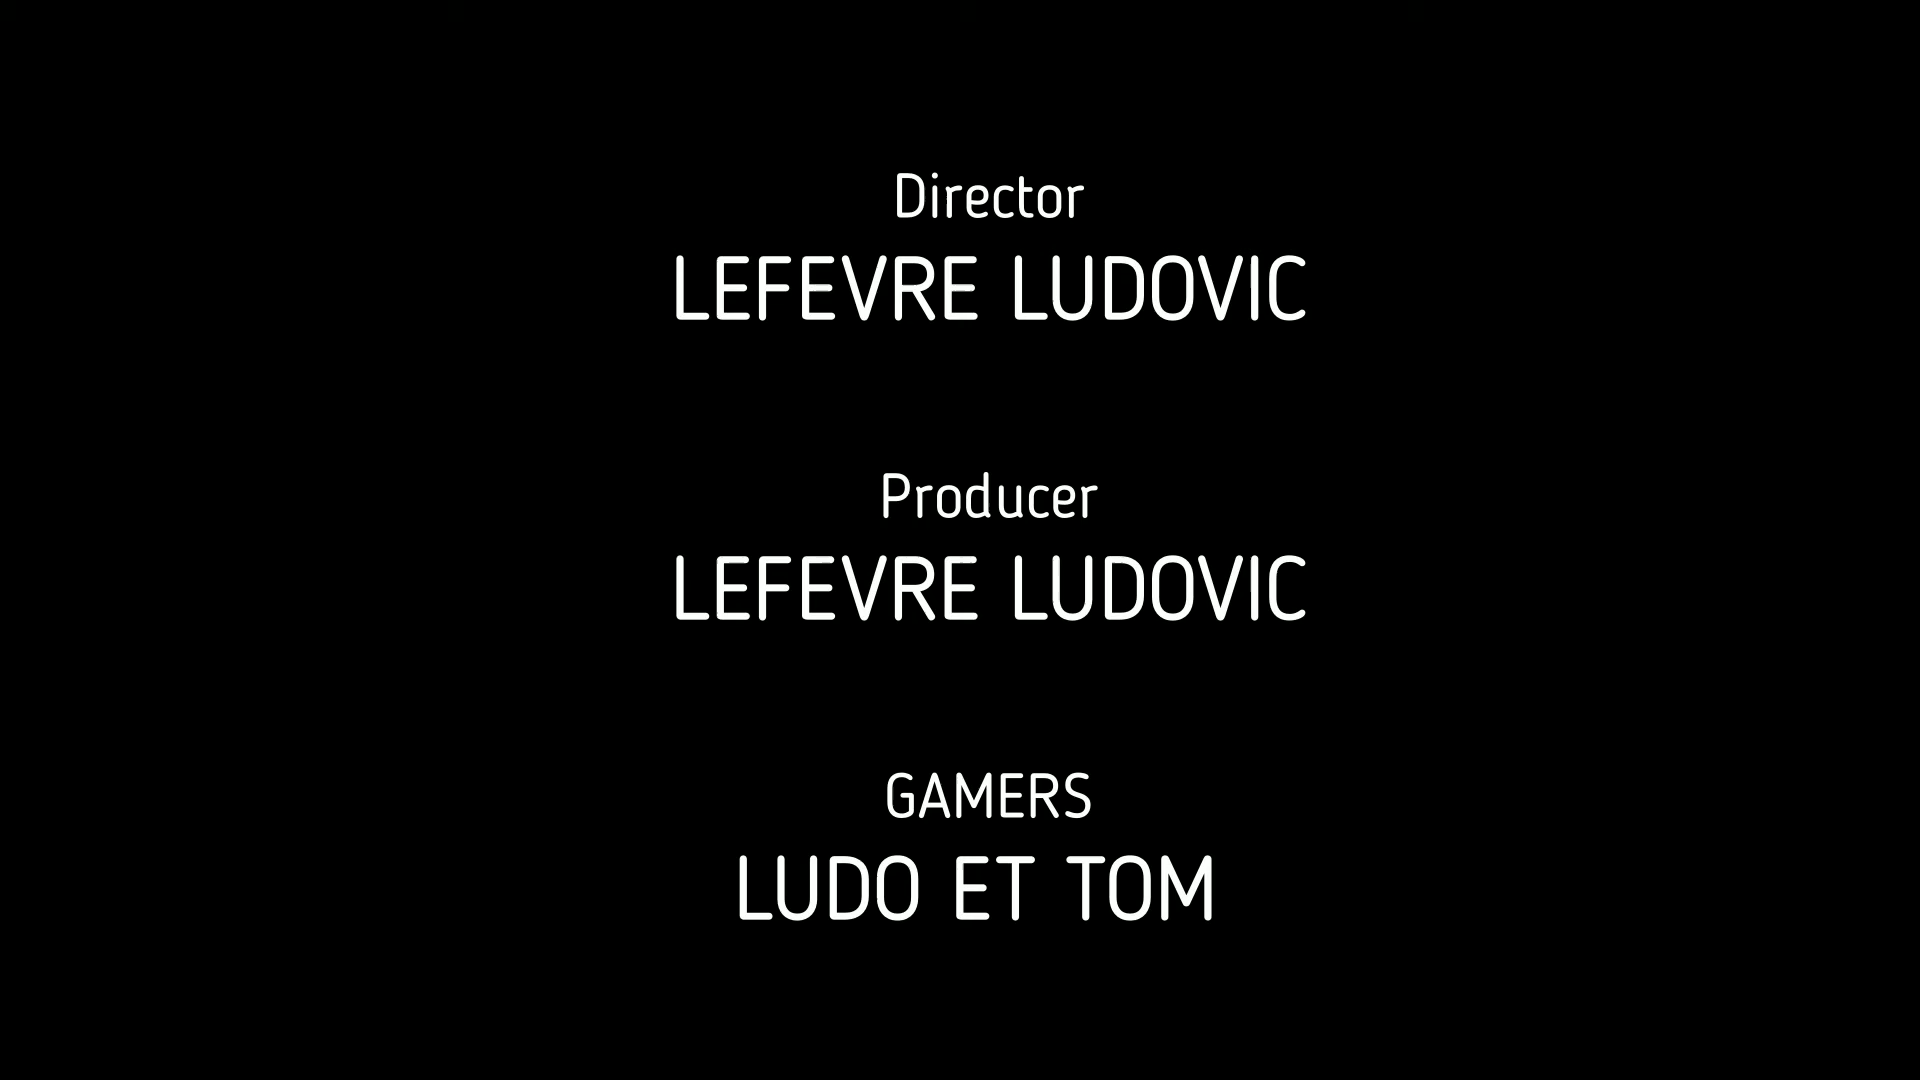 Director
LEFEVRE LUDOVIC
Producer
LEFEVRE LUDOVIC
GAMERS
LUDO ET TOM